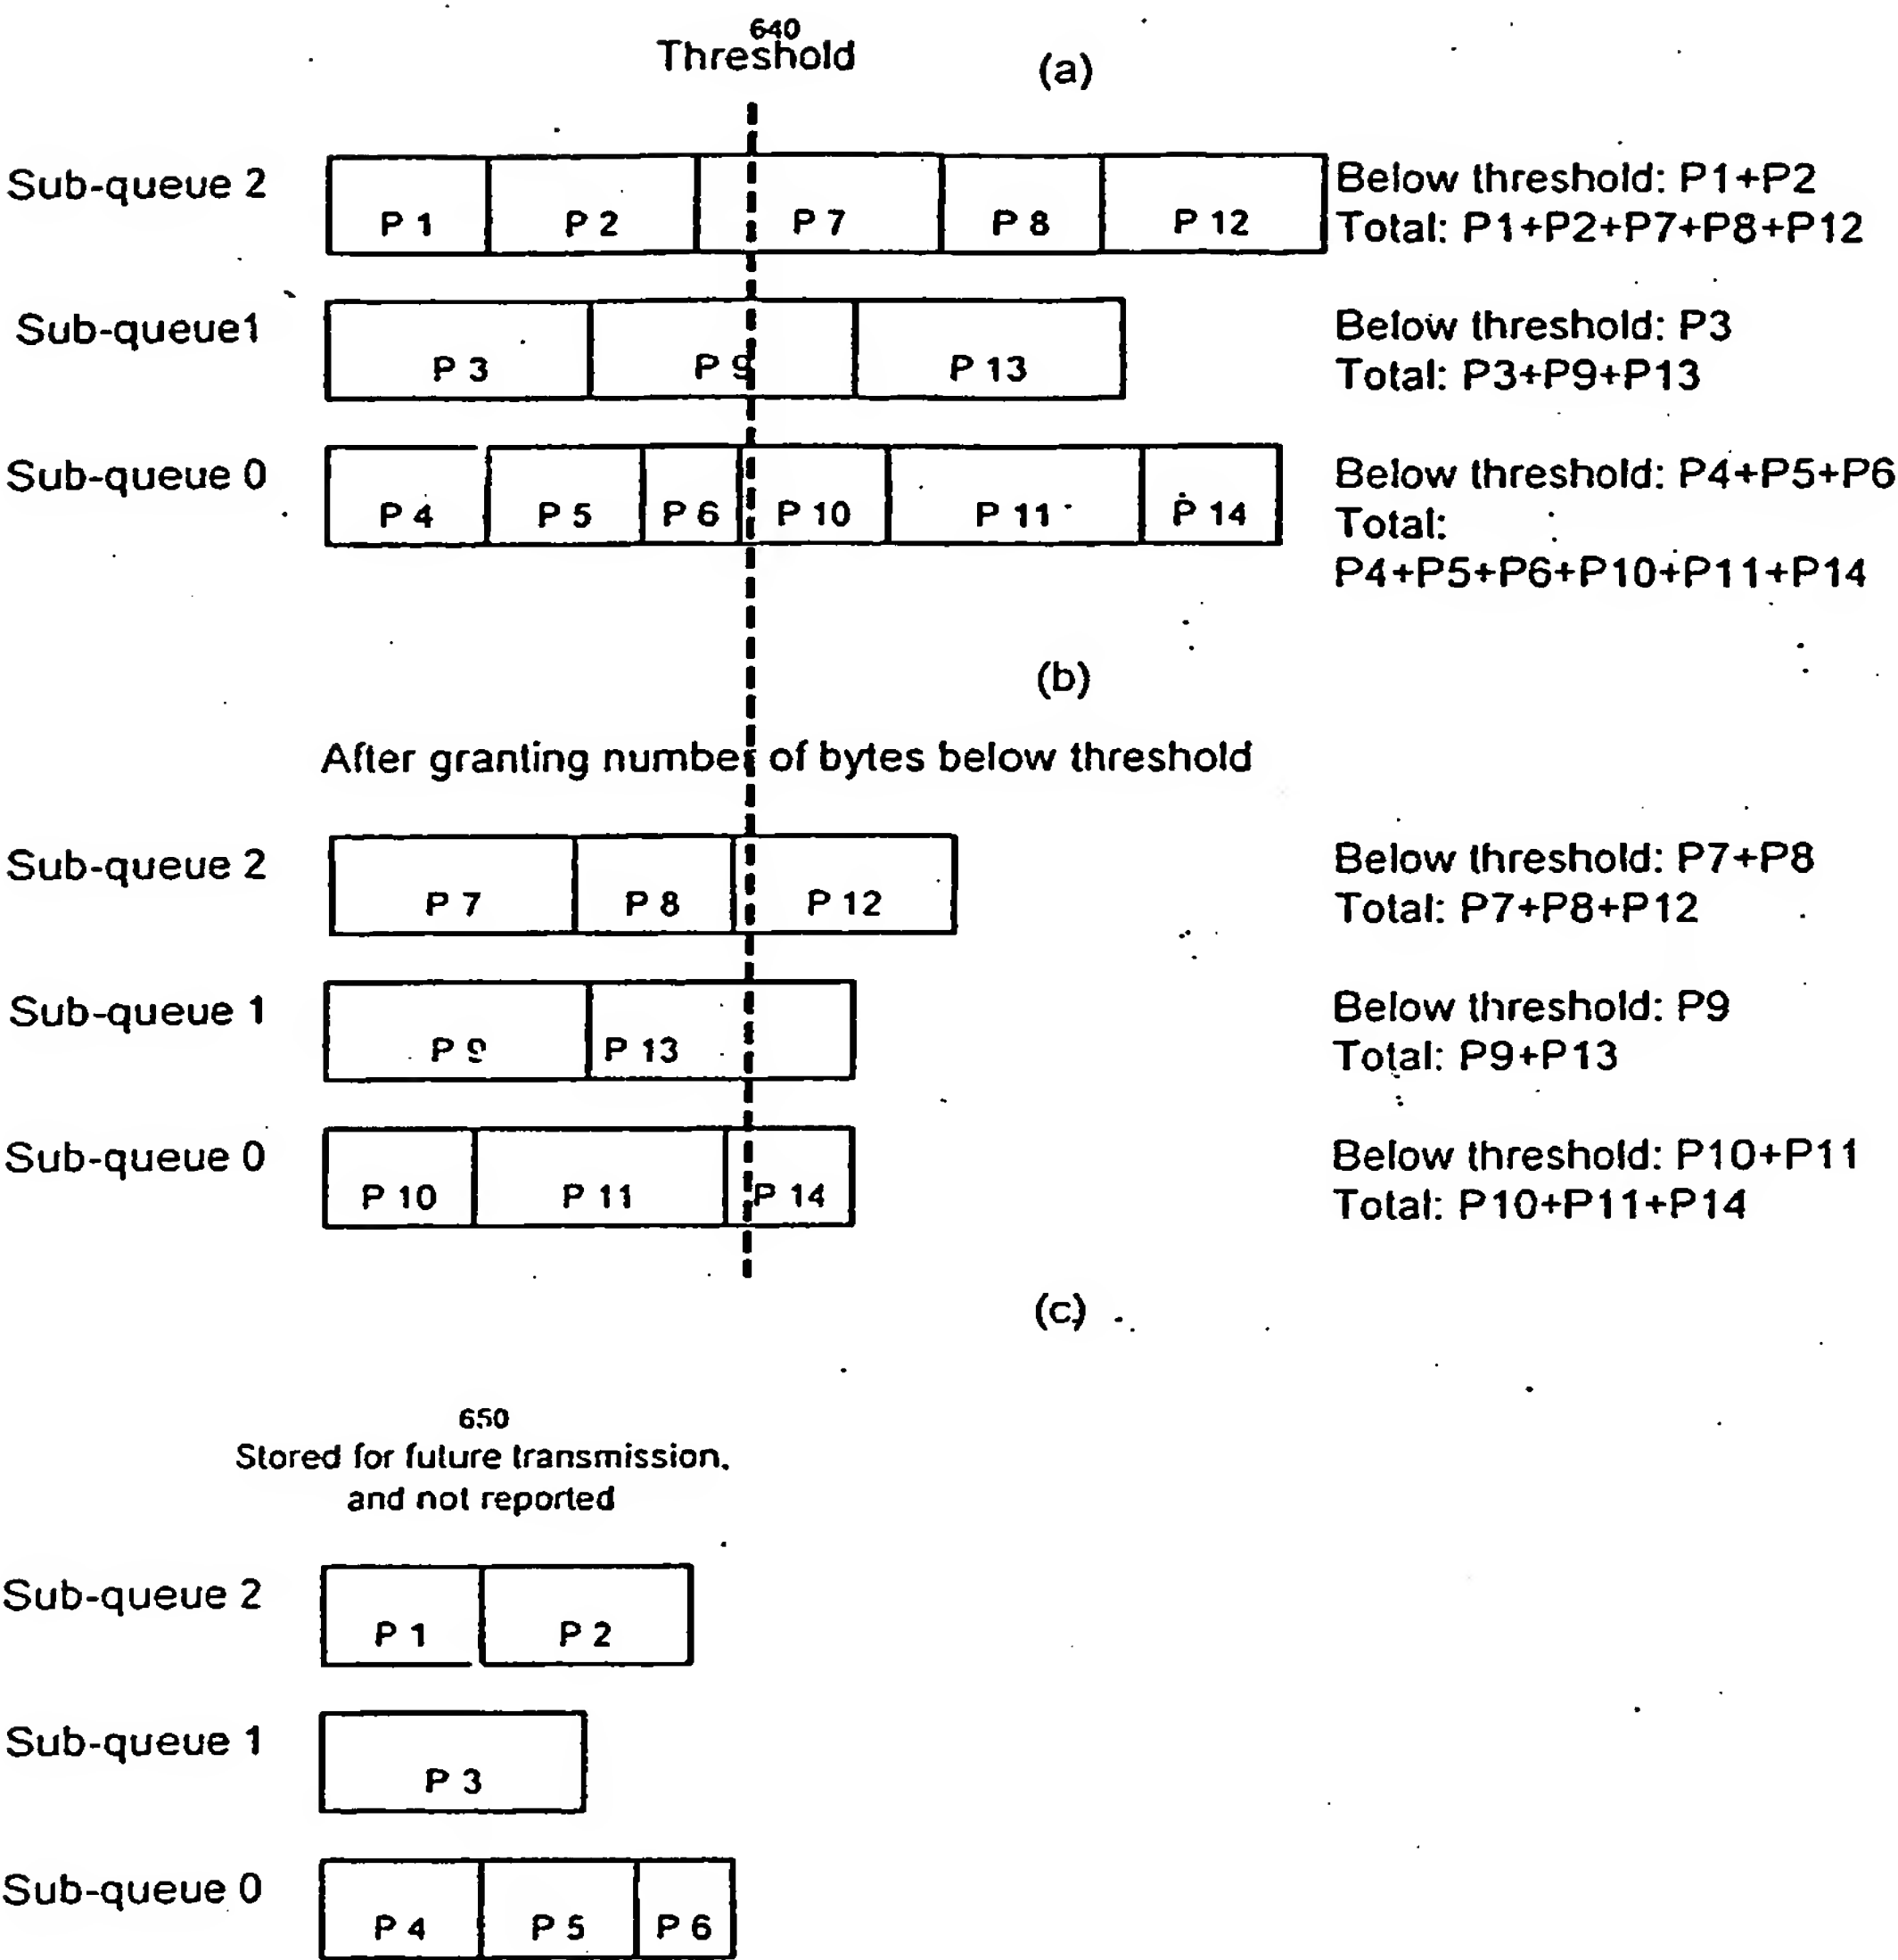 640
Threshold
(a)
Sub-queue 2
P 1
P 2
P 7
P 8
P 12
Below threshold: P1+P2
Total: P1+P2+P7+P8+P12
Sub-queue1
P 3
P 9
P 13
Below threshold: P3
Total: P3+P9+P13
Sub-queue 0
P 4
P 5
P 6
P 10
P 11
P 14
Below threshold: P4+P5+P6
Total:
P4+P5+P6+P10+P11+P14
(b)
After granting number of bytes below threshold
Sub-queue 2
P 7
P 8
P 12
Below threshold: P7+P8
Total: P7+P8+P12
Sub-queue 1
P 9
P 13
Below threshold: P9
Total: P9+P13
Sub-queue 0
P 10
P 11
P 14
Below threshold: P10+P11
Total: P10+P11+P14
(c)
650
Stored for future transmission,
and not reported
Sub-queue 2
P 1
P 2
Sub-queue 1
P 3
Sub-queue 0
P 4
P 5
P 6